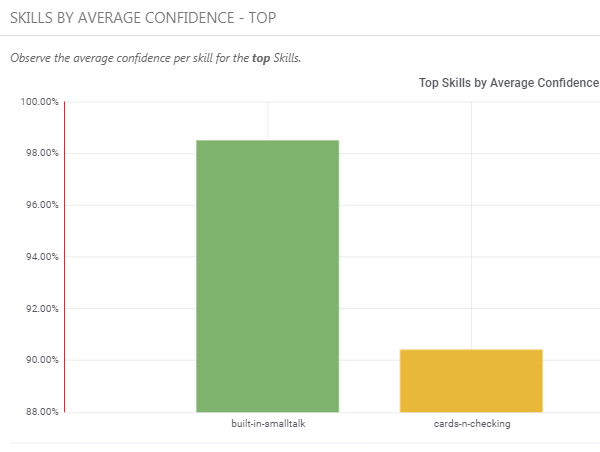 SKILLS BY AVERAGE CONFIDENCE - TOP
Observe the average confidence per skill for the top Skills.
Top Skills by Average Confidence
100.00%
98.00%
96.00%
94.00%
92.00%
90.00%
88.00%
built-in-smalltalk
cards-n-checking